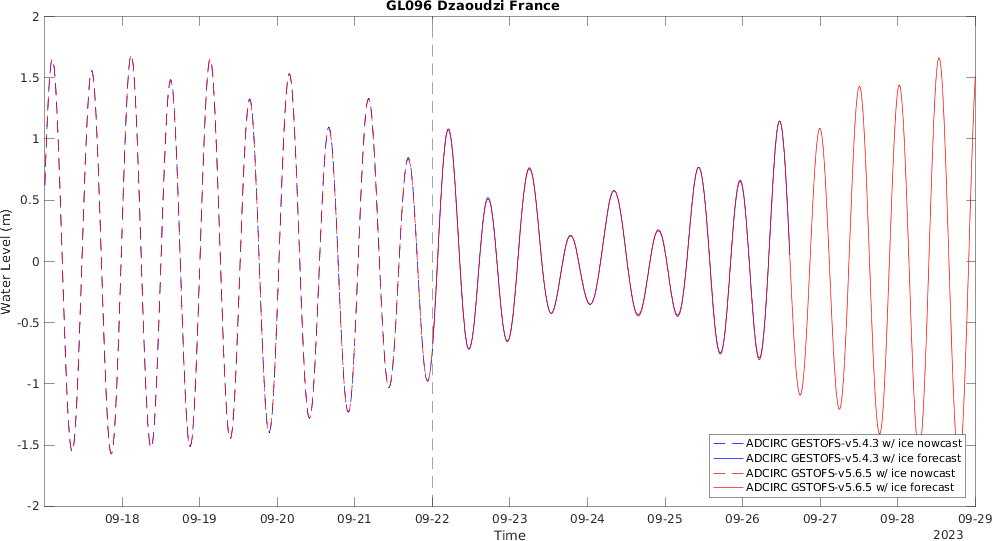 GL096 Dzaoudzi France
2
1.5
1
0.5
0
-0.5
-1
-1.5
-2
Water Level (m)
ADCIRC GESTOFS-v5.4.3 w/ ice nowcast
ADCIRC GESTOFS-v5.4.3 w/ ice forecast
ADCIRC GSTOFS-v5.6.5 w/ ice nowcast
ADCIRC GSTOFS-v5.6.5 w/ ice forecast
09-18 09-19 09-20 09-21 09-22 09-23 09-24 09-25 09-26 09-27 09-28 09-29
Time
2023